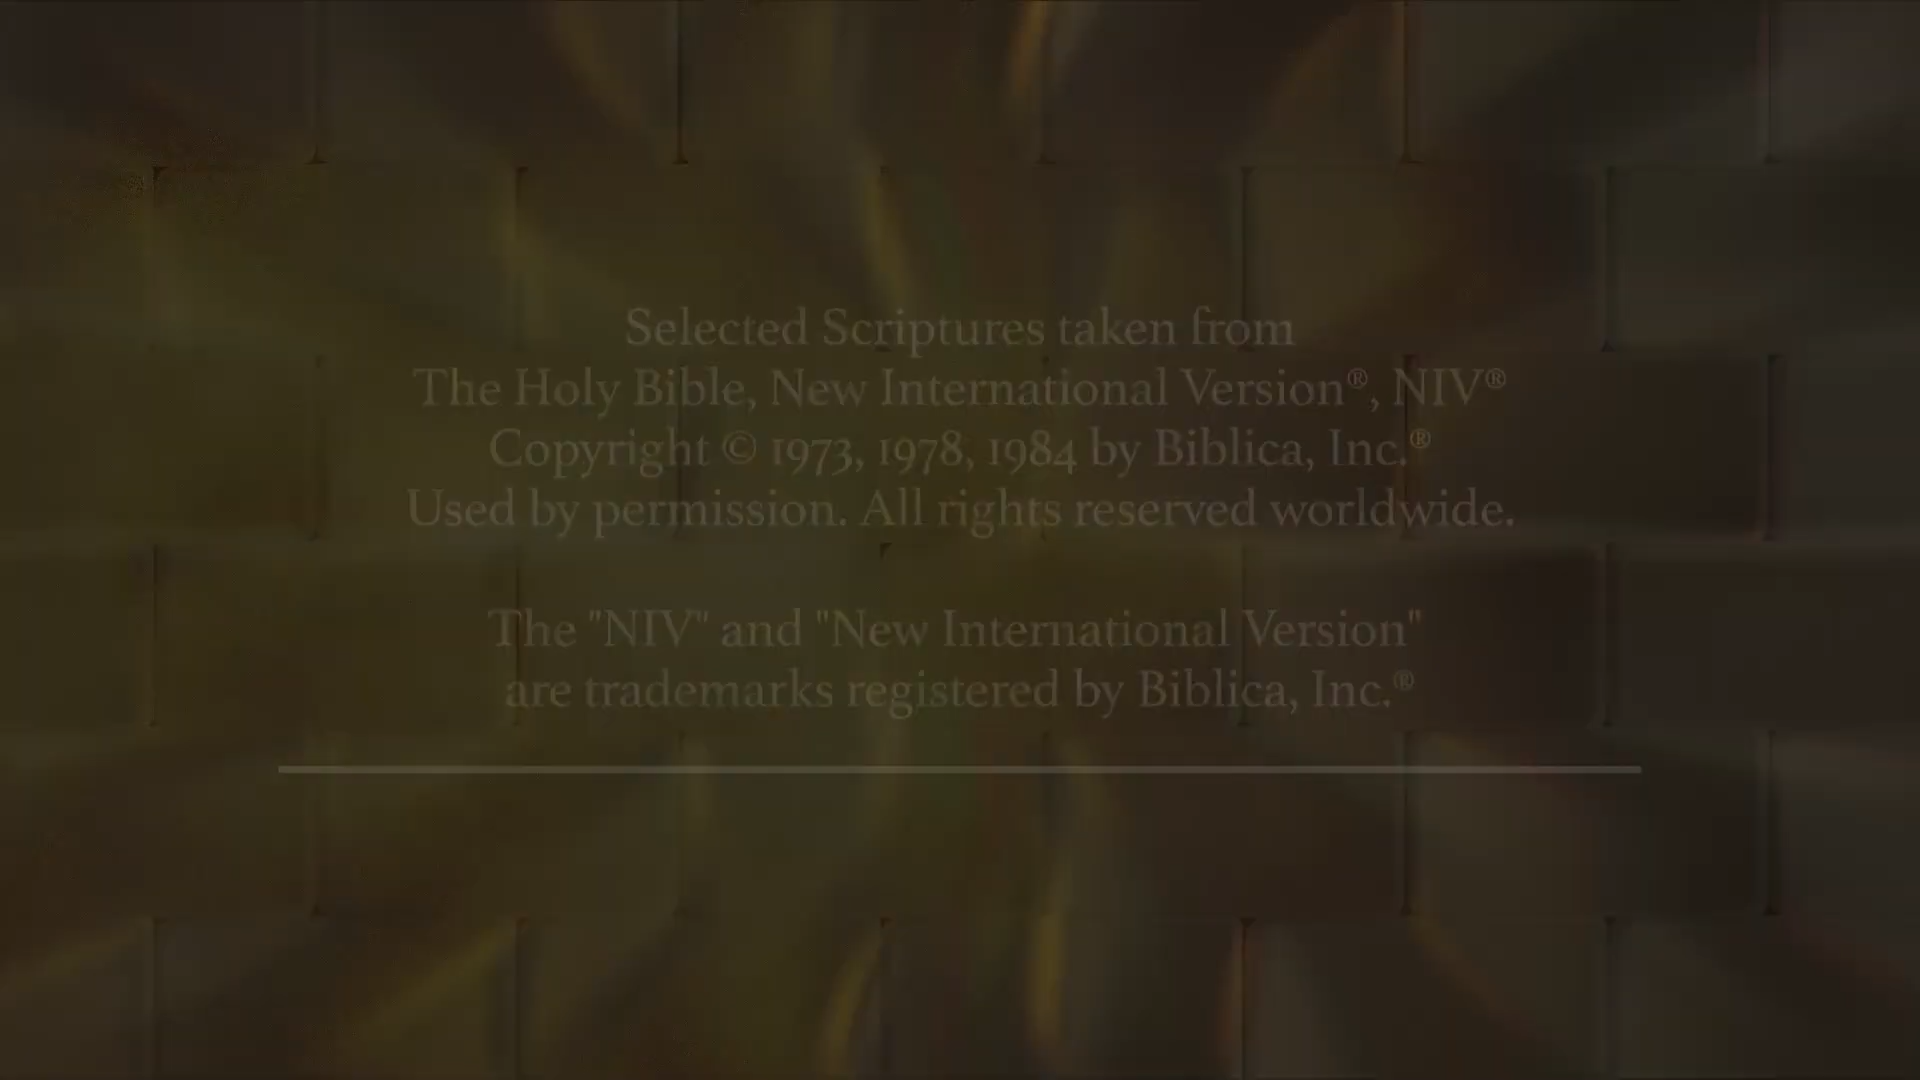 Selected Scriptures taken from
The Holy Bible, New International Version®, NIV®
Copyright © 1973, 1978, 1984 by Biblica, Inc.®
Used by permission. All rights reserved worldwide.
The "NIV" and "New International Version"
are trademarks registered by Biblica, Inc.®